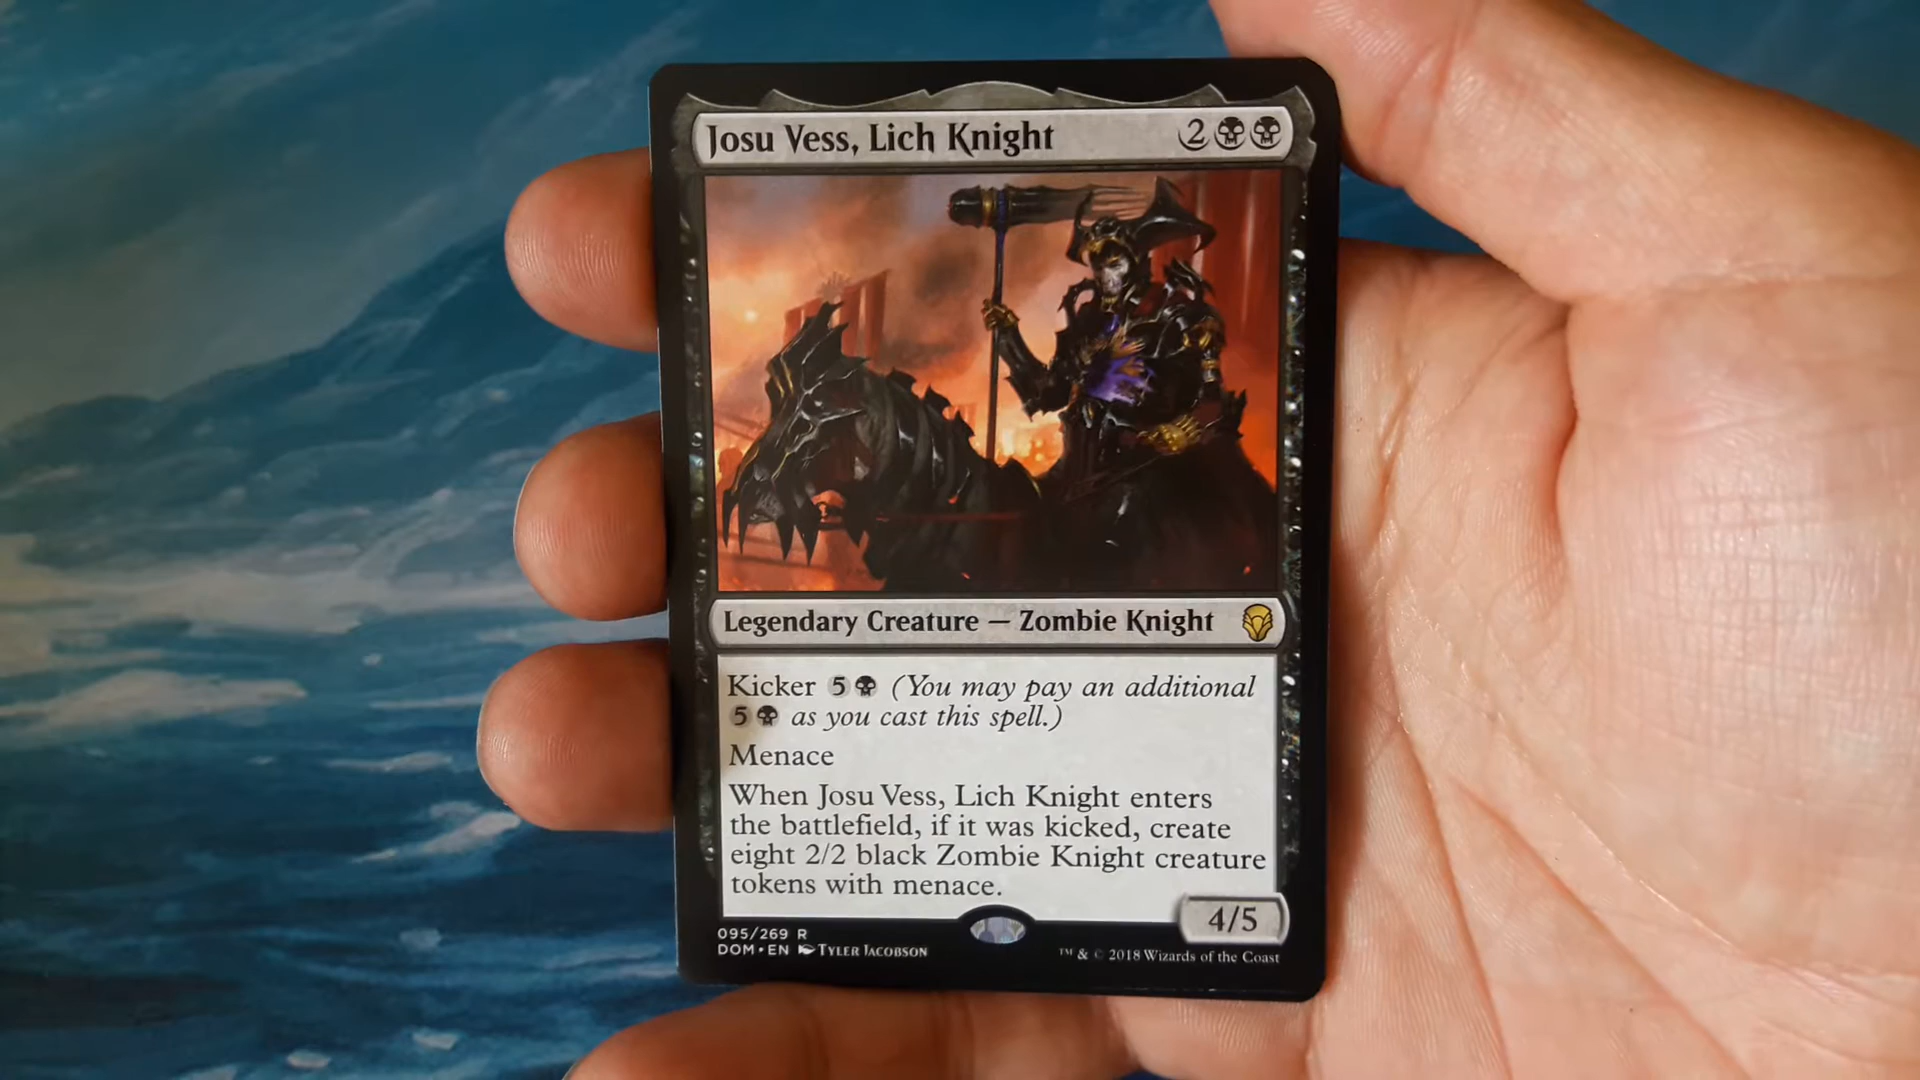 Josu Vess, Lich Knight 2
Legendary Creature — Zombie Knight
Kicker 5 (You may pay an additional
5 as you cast this spell.)
Menace
When Josu Vess, Lich Knight enters
the battlefield, if it was kicked, create
eight 2/2 black Zombie Knight creature
tokens with menace.
4/5
095/269 R
DOM • EN Tyler Jacobson
™ & © 2018 Wizards of the Coast